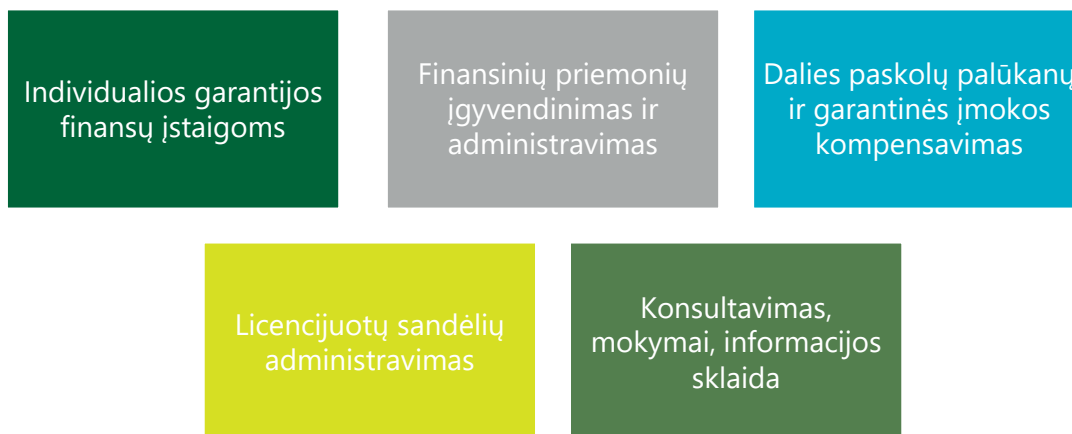 Individualios garantijos
finansų įstaigoms
Finansinių priemonių
įgyvendinimas ir
administravimas
Dalies paskolų palūkanų
ir garantinės įmokos
kompensavimas
Licencijuotų sandėlių
administravimas
Konsultavimas,
mokymai, informacijos
sklaida